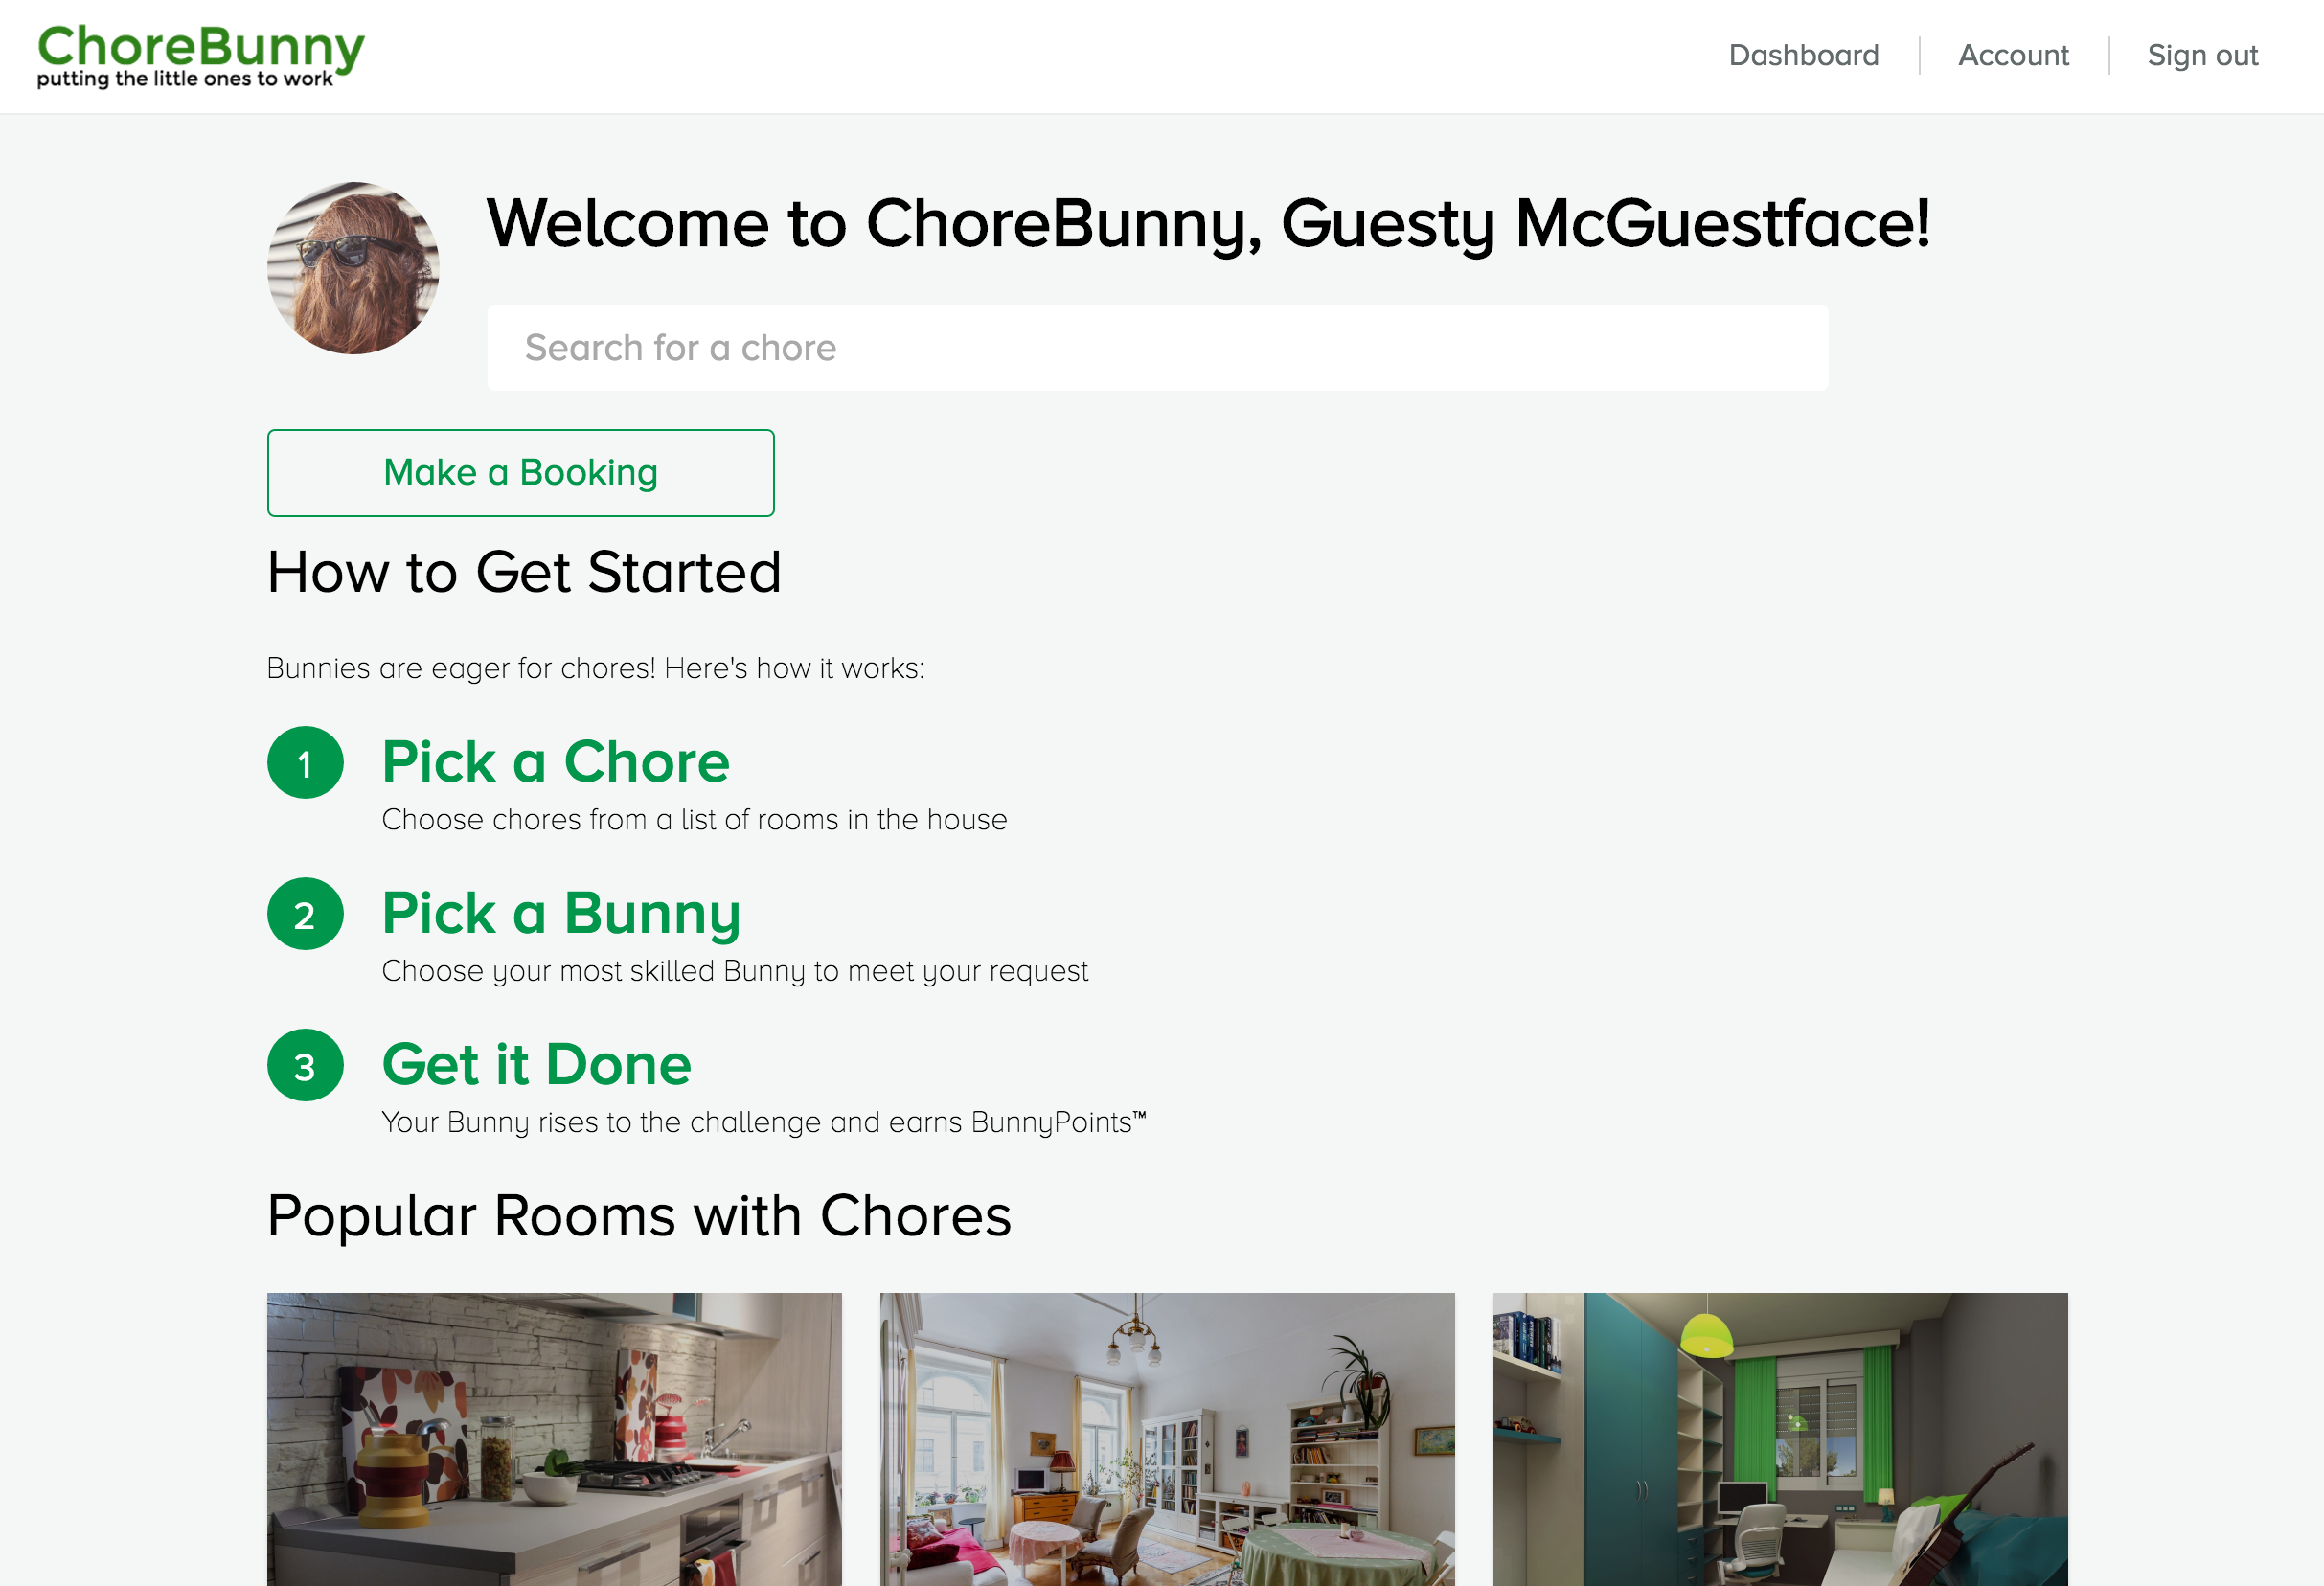 ChoreBunny
putting the little ones to work
Dashboard
Account
Sign out
Welcome to ChoreBunny, Guesty McGuestface!
Search for a chore
Make a Booking
How to Get Started
Bunnies are eager for chores! Here's how it works:
1
Pick a Chore
Choose chores from a list of rooms in the house
2
Pick a Bunny
Choose your most skilled Bunny to meet your request
3
Get it Done
Your Bunny rises to the challenge and earns BunnyPoints™
Popular Rooms with Chores